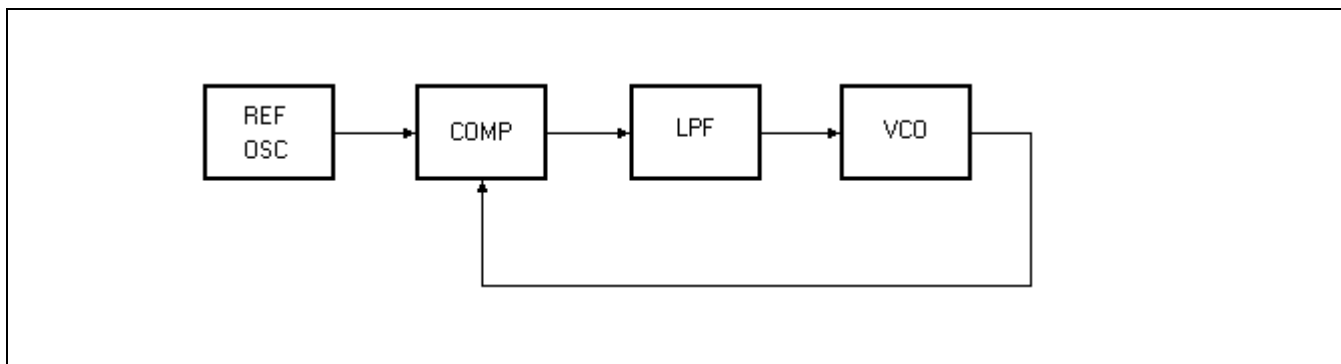 REF
OSC
COMP
LPF
VCO